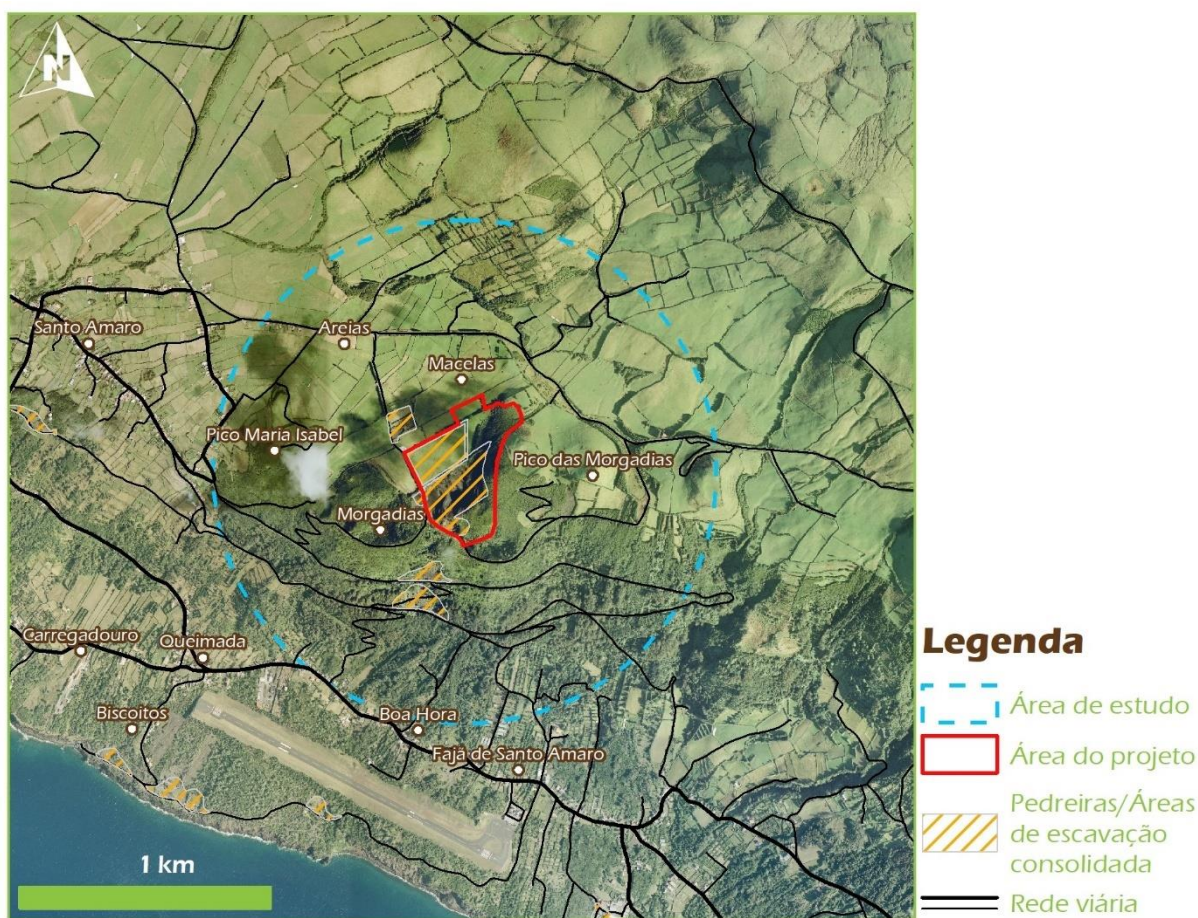 N
Santo Amaro
Areias
Macelas
Pico Maria Isabel
Pico das Morgadias
Morgadias
Carregadouro
Queimada
Biscoitos
Boa Hora
Fajã de Santo Amaro
1 km
Legenda
Área de estudo
Área do projeto
Pedreiras/Áreas
de escavação
consolidada
Rede viária